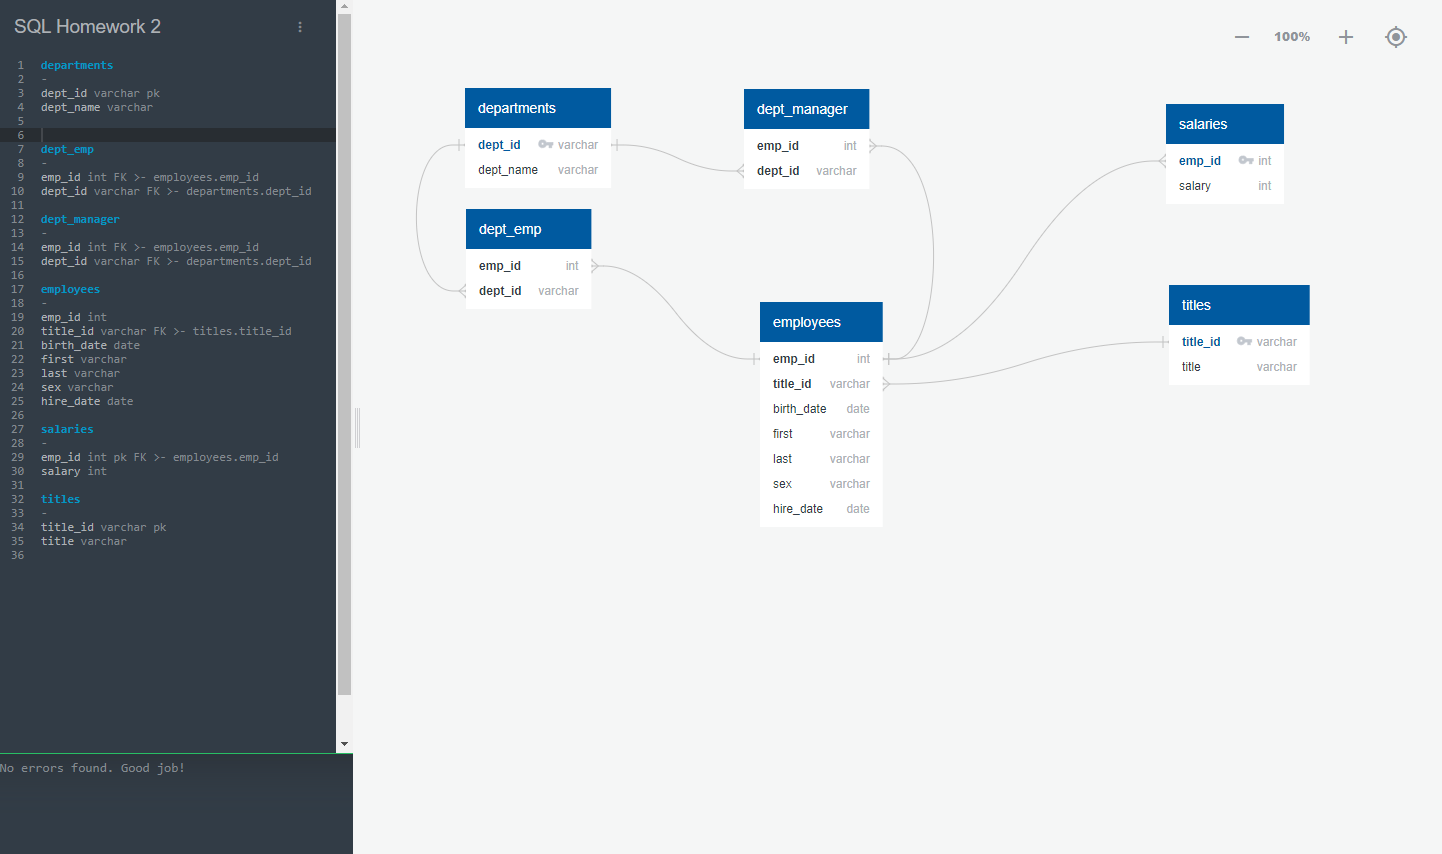 SQL Homework 2
1 departments
2 -
3 dept_id varchar pk
4 dept_name varchar
5
6
7 dept_emp
8 -
9 emp_id int FK >- employees.emp_id
10 dept_id varchar FK >- departments.dept_id
11
12 dept_manager
13 -
14 emp_id int FK >- employees.emp_id
15 dept_id varchar FK >- departments.dept_id
16
17 employees
18 -
19 emp_id int
20 title_id varchar FK >- titles.title_id
21 birth_date date
22 first varchar
23 last varchar
24 sex varchar
25 hire_date date
26
27 salaries
28 -
29 emp_id int pk FK >- employees.emp_id
30 salary int
31
32 titles
33 -
34 title_id varchar pk
35 title varchar
36
No errors found. Good job!
100%
departments
dept_id varchar
dept_name varchar
dept_manager
emp_id int
dept_id varchar
salaries
emp_id int
salary int
dept_emp
emp_id int
dept_id varchar
employees
emp_id int
title_id varchar
birth_date date
first varchar
last varchar
sex varchar
hire_date date
titles
title_id varchar
title varchar